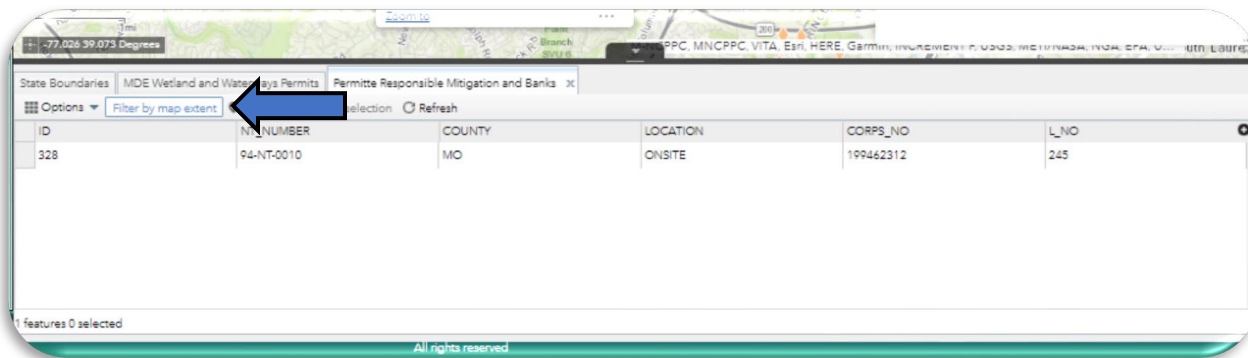 Zoom to ...
mi
200
Branch
-77.026 39.073 Degrees
MNCPPC, VITA, Esri, HERE, Garmin, INCREMENT P, USGS, METI/NASA, NGA, EPA, U...
State Boundaries MDE Wetland and Waterways Permits Permitte Responsible Mitigation and Banks x
Options Filter by map extent selection Refresh
ID NT_NUMBER COUNTY LOCATION CORPS_NO L_NO
328 94-NT-0010 MO ONSITE 199462312 245
1 features 0 selected
All rights reserved